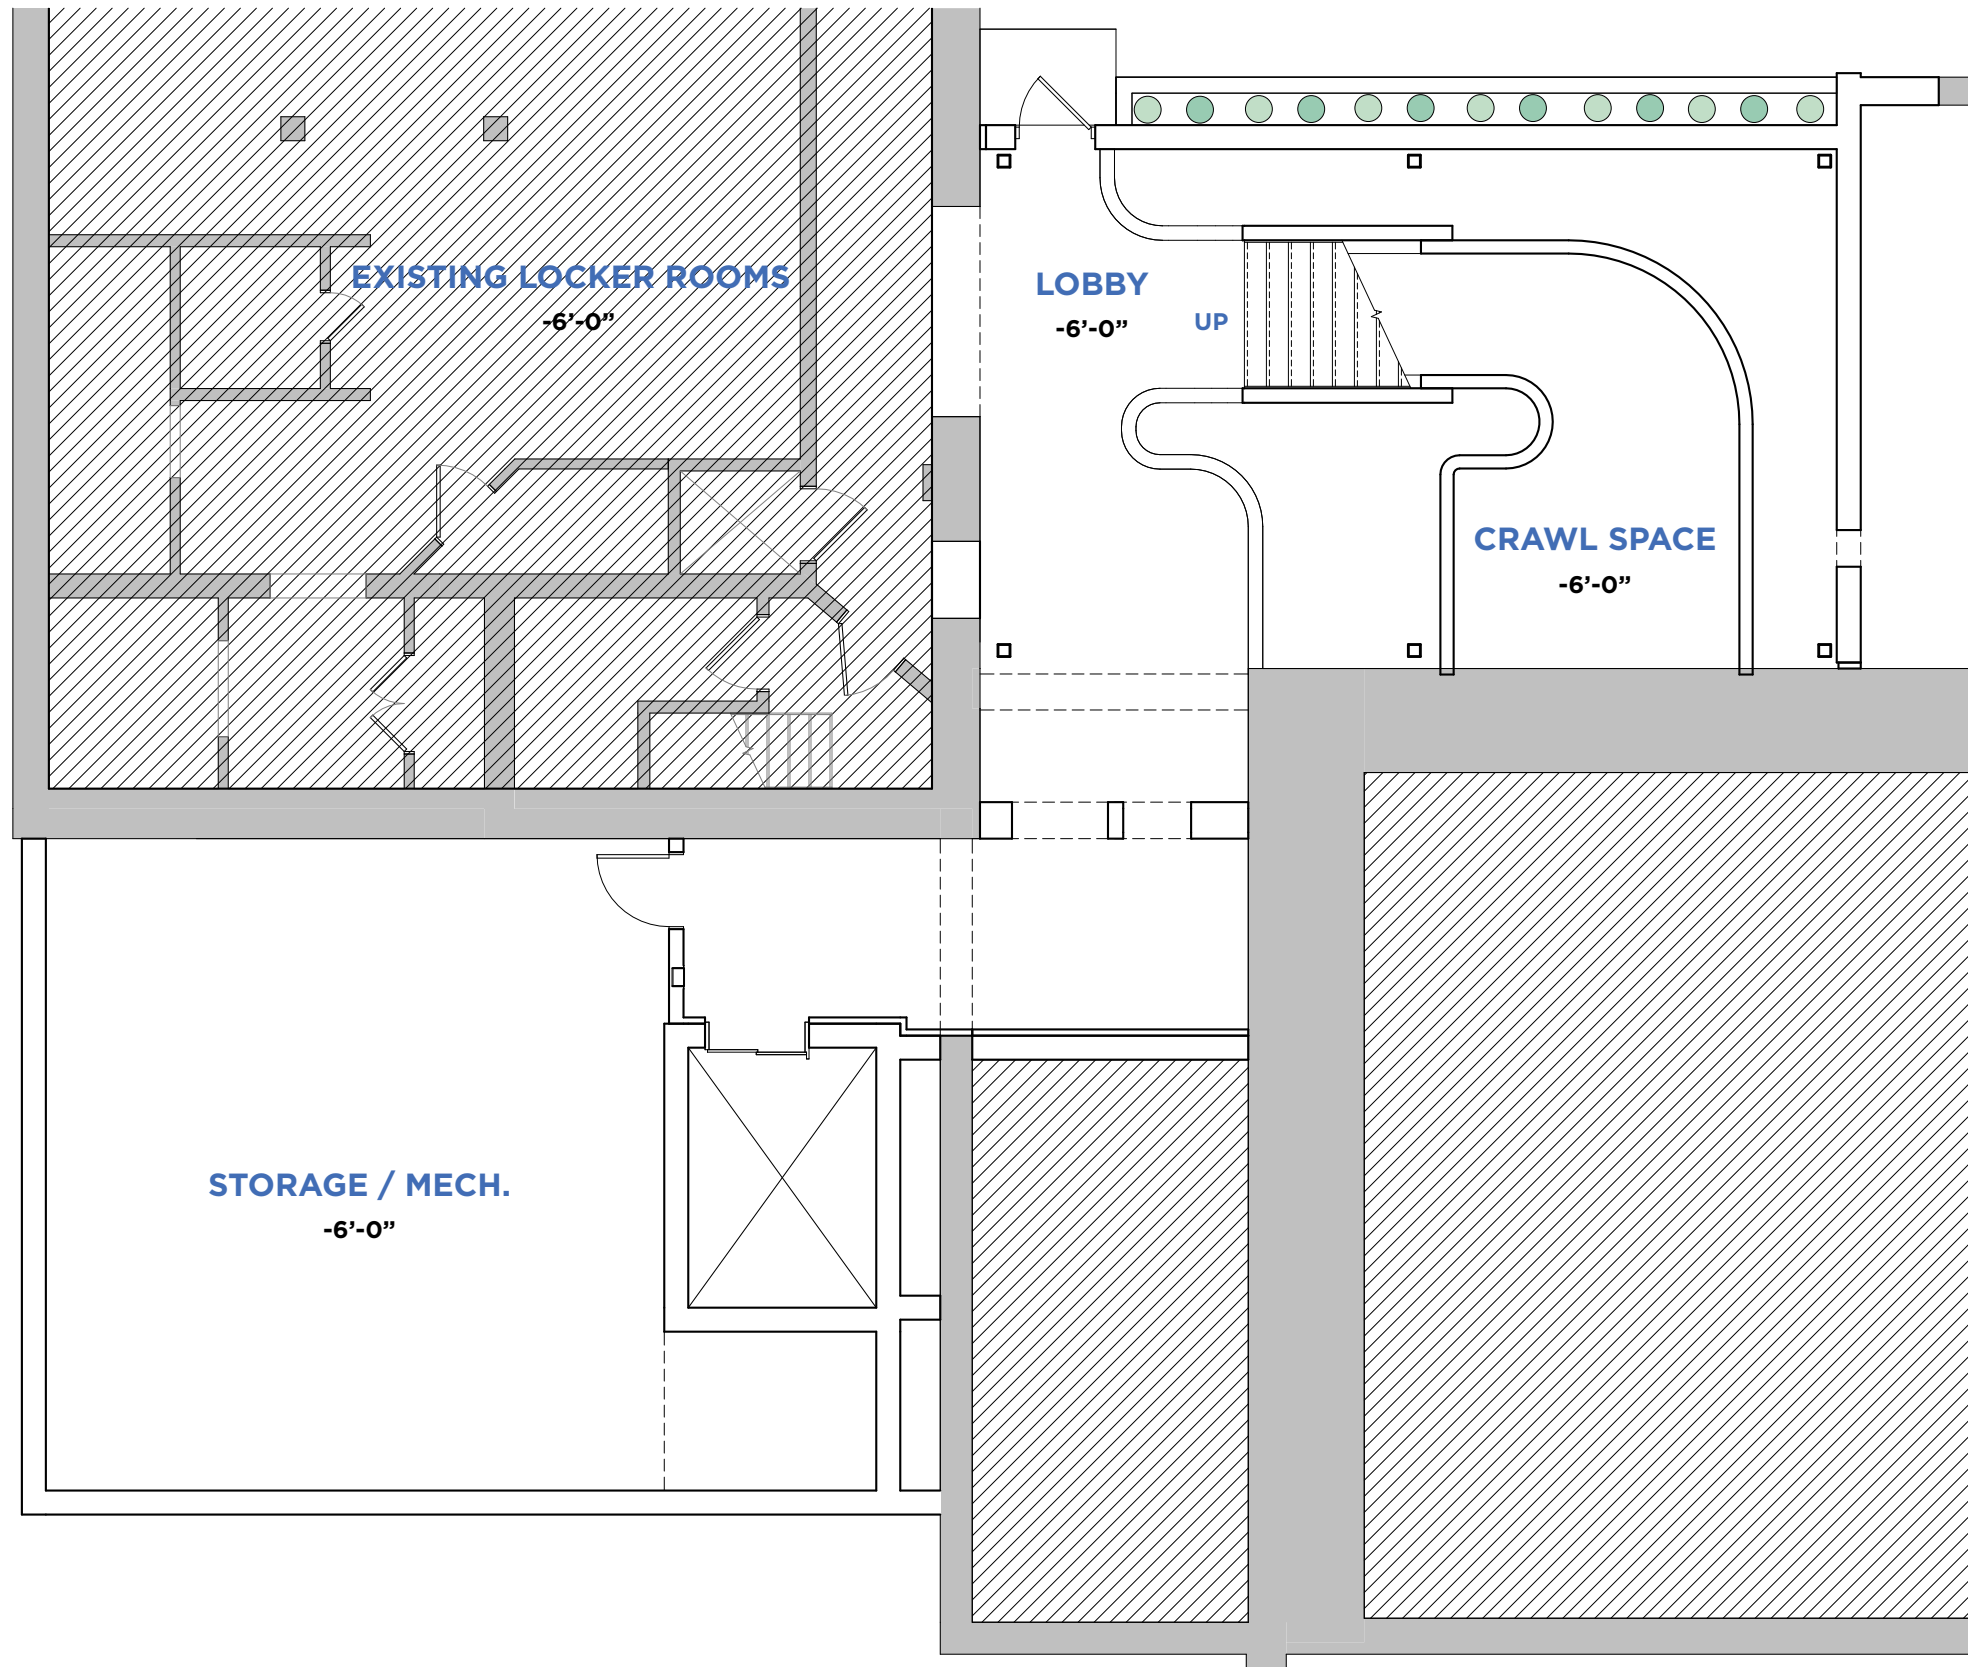 EXISTING LOCKER ROOMS
-6’-0”
LOBBY
-6’-0”
UP
CRAWL SPACE
-6’-0”
STORAGE / MECH.
-6’-0”